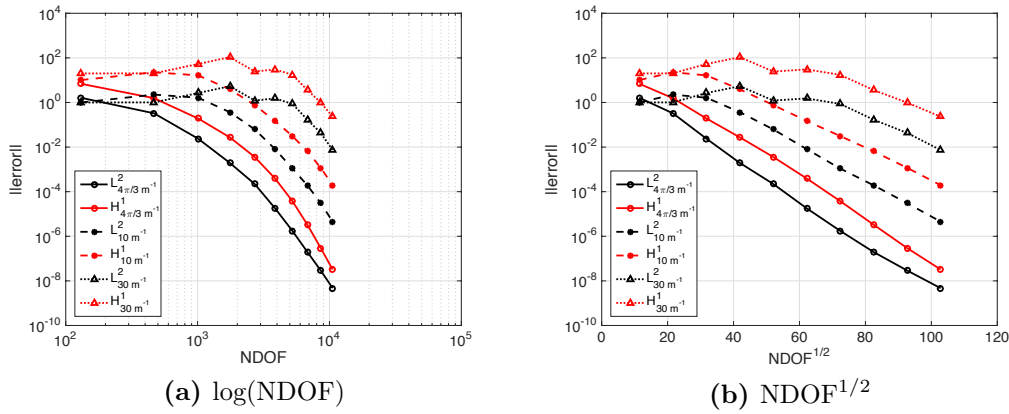 10^4
10^2
10^0
10^-2
10^-4
10^-6
10^-8
10^-10
||error||
L^2_{4π/3 m^-1}
H^1_{4π/3 m^-1}
L^2_{10 m^-1}
H^1_{10 m^-1}
L^2_{30 m^-1}
H^1_{30 m^-1}
10^2 10^3 10^4 10^5
NDOF
(a) log(NDOF)
10^4
10^2
10^0
10^-2
10^-4
10^-6
10^-8
10^-10
||error||
L^2_{4π/3 m^-1}
H^1_{4π/3 m^-1}
L^2_{10 m^-1}
H^1_{10 m^-1}
L^2_{30 m^-1}
H^1_{30 m^-1}
0 20 40 60 80 100 120
NDOF^1/2
(b) NDOF^1/2